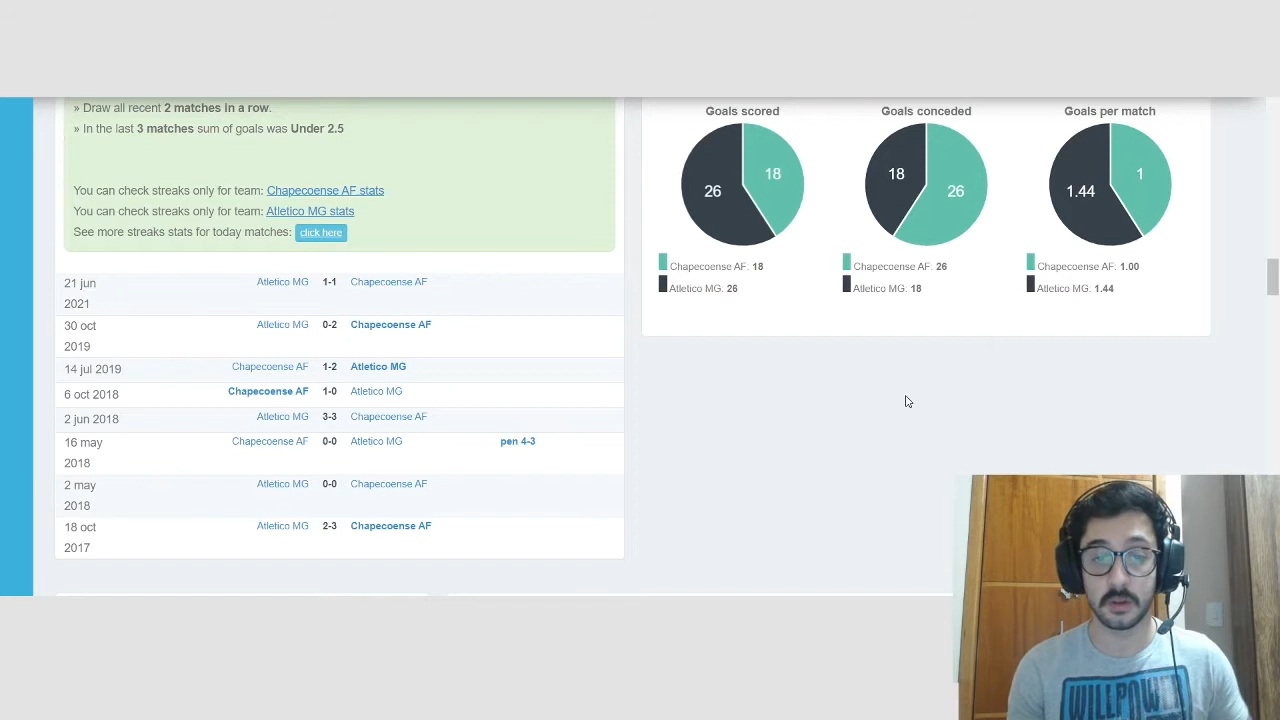 » Draw all recent 2 matches in a row.
» In the last 3 matches sum of goals was Under 2.5
You can check streaks only for team: Chapecoense AF stats
You can check streaks only for team: Atletico MG stats
See more streaks stats for today matches: click here
21 jun 2021 Atletico MG 1-1 Chapecoense AF
30 oct 2019 Atletico MG 0-2 Chapecoense AF
14 jul 2019 Chapecoense AF 1-2 Atletico MG
6 oct 2018 Chapecoense AF 1-0 Atletico MG
2 jun 2018 Atletico MG 3-3 Chapecoense AF
16 may 2018 Chapecoense AF 0-0 Atletico MG pen 4-3
2 may 2018 Atletico MG 0-0 Chapecoense AF
18 oct 2017 Atletico MG 2-3 Chapecoense AF
Goals scored
26 18
Chapecoense AF: 18
Atletico MG: 26
Goals conceded
18 26
Chapecoense AF: 26
Atletico MG: 18
Goals per match
1.44 1
Chapecoense AF: 1.00
Atletico MG: 1.44
WILLPOWER